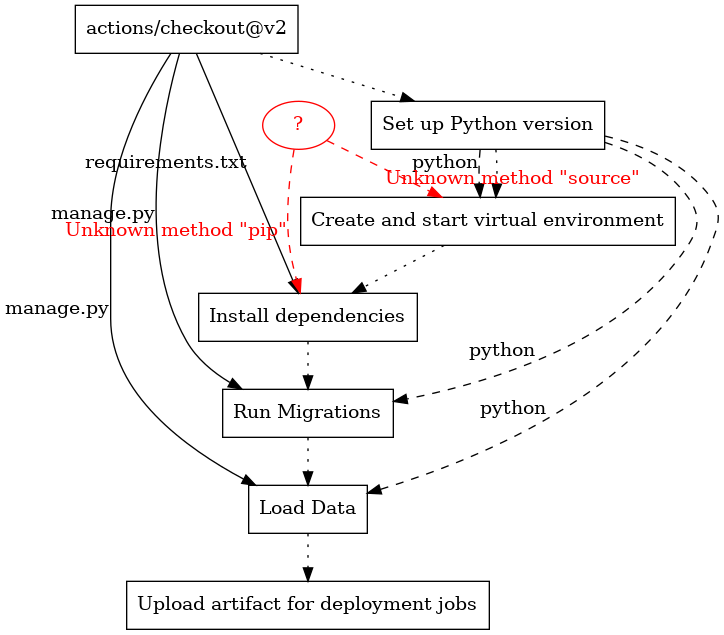 actions/checkout@v2
?
Set up Python version
requirements.txt
python
Unknown method "source"
manage.py
Create and start virtual environment
Unknown method "pip"
manage.py
Install dependencies
python
Run Migrations
python
Load Data
Upload artifact for deployment jobs